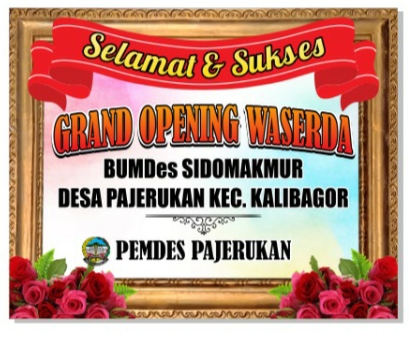 Selamat & Sukses
GRAND OPENING WASERDA
BUMDes SIDOMAKMUR
DESA PAJERUKAN KEC. KALIBAGOR
PEMDES PAJERUKAN